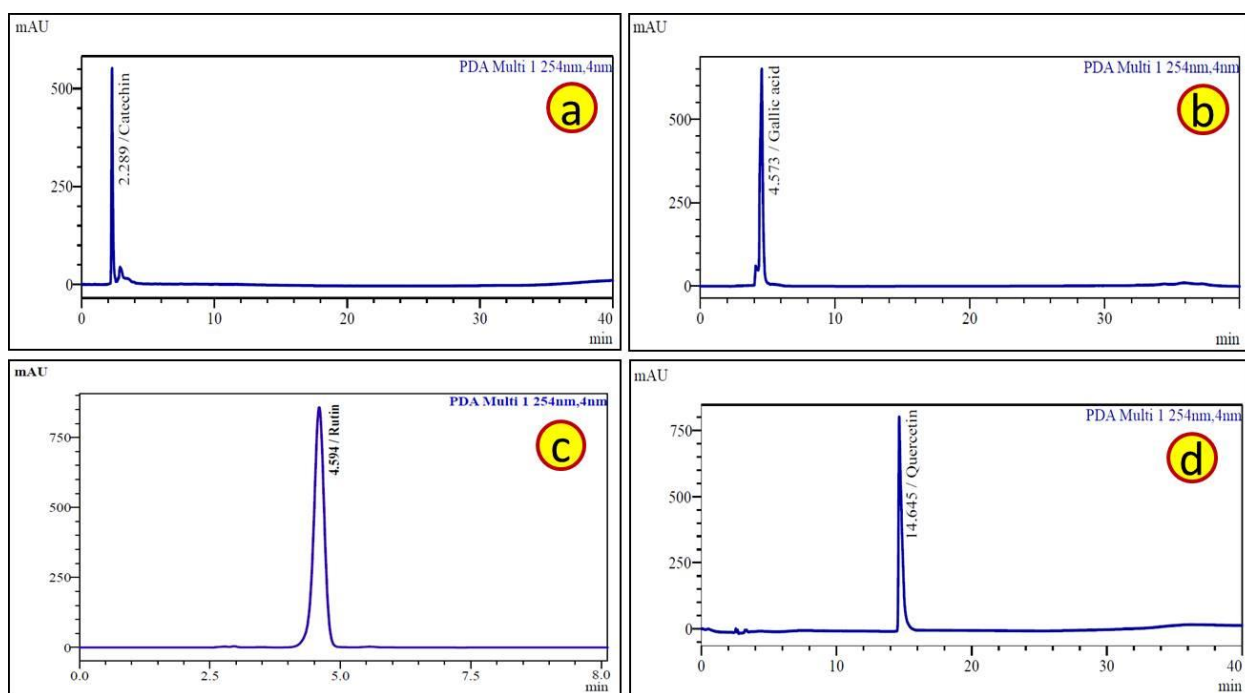 mAU
PDA Multi 1 254nm,4nm
a
500
250
0
2.289 / Catechin
0 10 20 30 40
min
mAU
PDA Multi 1 254nm,4nm
b
500
250
0
4.573 / Gallic acid
0 10 20 30
min
mAU
PDA Multi 1 254nm,4nm
c
750
500
250
0
4.594 / Rutin
0.0 2.5 5.0 7.5 8.0
min
mAU
PDA Multi 1 254nm,4nm
d
750
500
250
0
14.645 / Quercetin
0 10 20 30 40
min